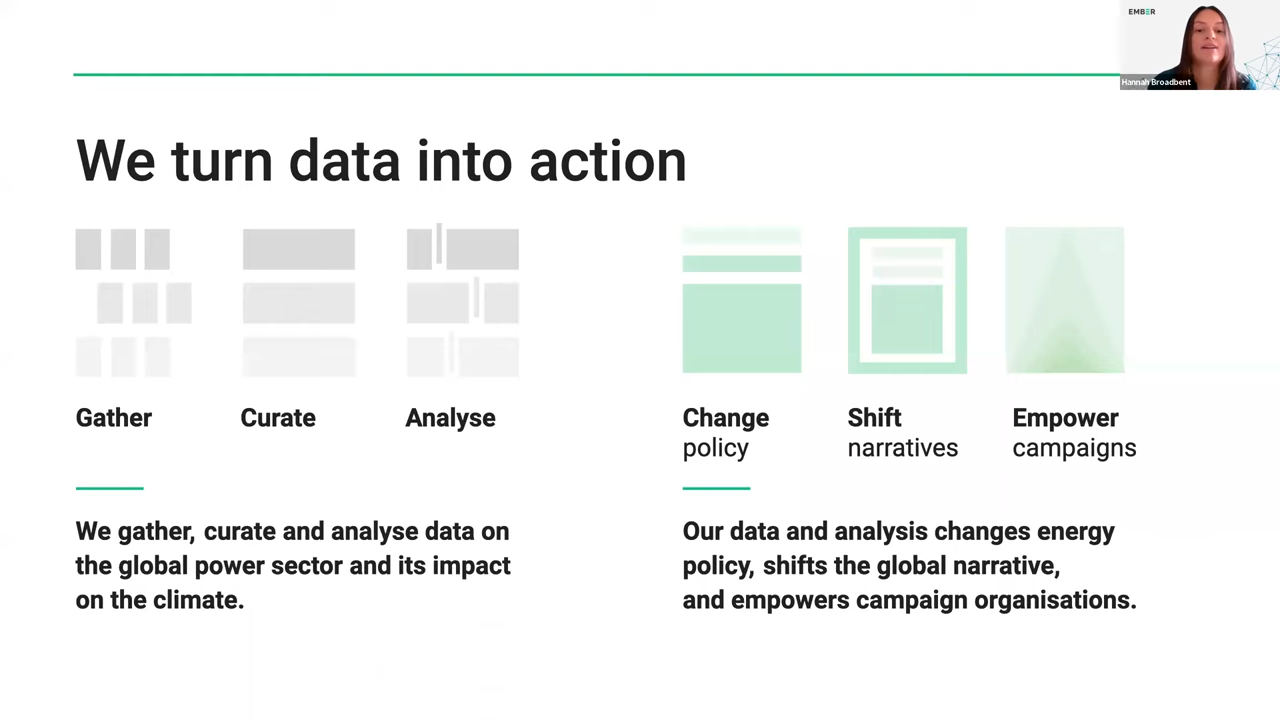 EMBER
Hannah Broadbent
We turn data into action
Gather
Curate
Analyse
Change
policy
Shift
narratives
Empower
campaigns
We gather, curate and analyse data on
the global power sector and its impact
on the climate.
Our data and analysis changes energy
policy, shifts the global narrative,
and empowers campaign organisations.